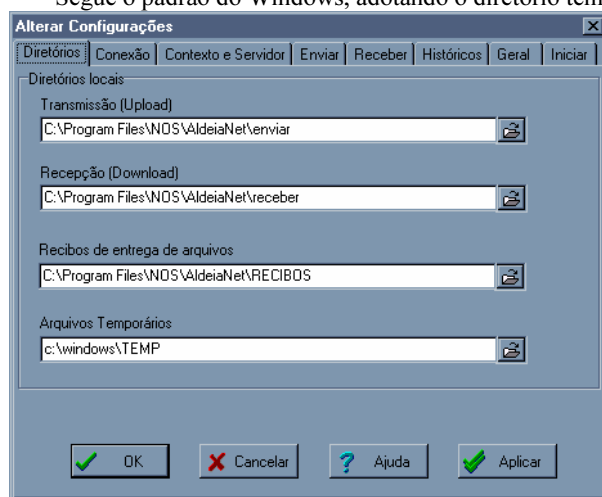 Segue o padrão do Windows, adotando o diretório tem
Alterar Configurações
Diretórios Conexão Contexto e Servidor Enviar Receber Históricos Geral Iniciar
Diretórios locais
Transmissão (Upload)
C:\Program Files\NOS\AldeiaNet\enviar
Recepção (Download)
C:\Program Files\NOS\AldeiaNet\receber
Recibos de entrega de arquivos
C:\Program Files\NOS\AldeiaNet\RECIBOS
Arquivos Temporários
c:\windows\TEMP
OK Cancelar Ajuda Aplicar